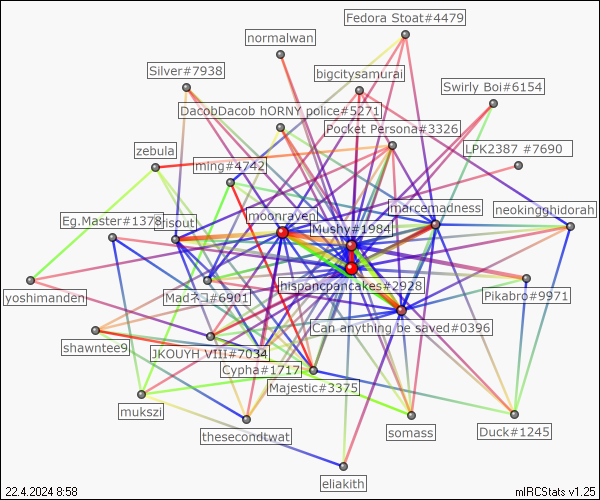 Fedora Stoat#4479
normalwan
bigcitysamurai
Silver#7938
Swirly Boi#6154
DacobDacob hORNY police#5271
Pocket Persona#3326
LPK2387 #7690
zebula
ming#4742
marcemadness
neokingghidorah
moonraven
Eg.Master#1378
isout
Mushy#1984
hispancpancakes#2928
Madネコ#6901
Pikabro#9971
yoshimanden
Can anything be saved#0396
shawntee9
JKOUYH VIII#7034
Cypha#1717
Majestic#3375
mukszi
thesecondtwat
somass
Duck#1245
eliakith
22.4.2024 8:58
mIRCStats v1.25